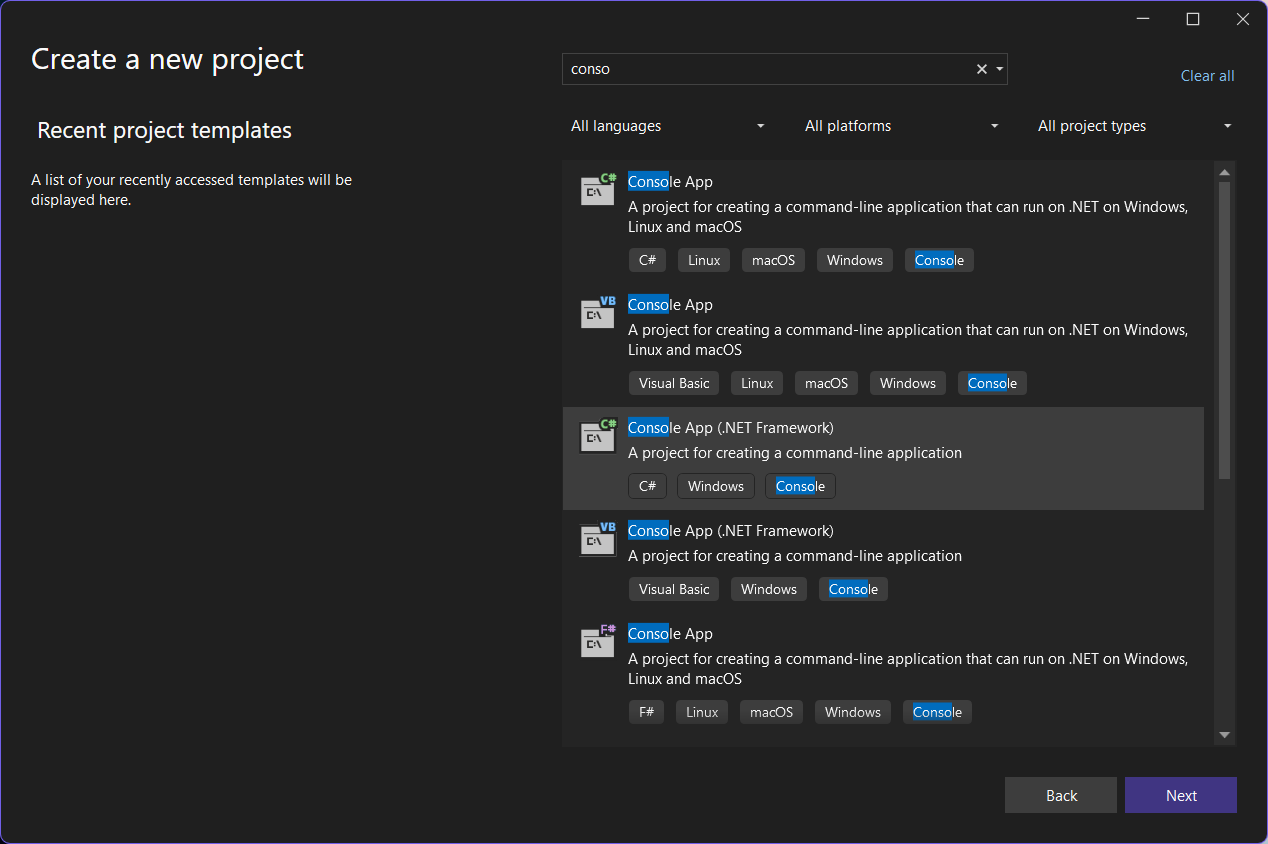 Create a new project
Recent project templates
A list of your recently accessed templates will be
displayed here.
conso
Clear all
All languages
All platforms
All project types
C#
C:\
Console App
A project for creating a command-line application that can run on .NET on Windows,
Linux and macOS
C# Linux macOS Windows Console
VB
C:\
Console App
A project for creating a command-line application that can run on .NET on Windows,
Linux and macOS
Visual Basic Linux macOS Windows Console
C#
C:\
Console App (.NET Framework)
A project for creating a command-line application
C# Windows Console
VB
C:\
Console App (.NET Framework)
A project for creating a command-line application
Visual Basic Windows Console
F#
C:\
Console App
A project for creating a command-line application that can run on .NET on Windows,
Linux and macOS
F# Linux macOS Windows Console
Back
Next